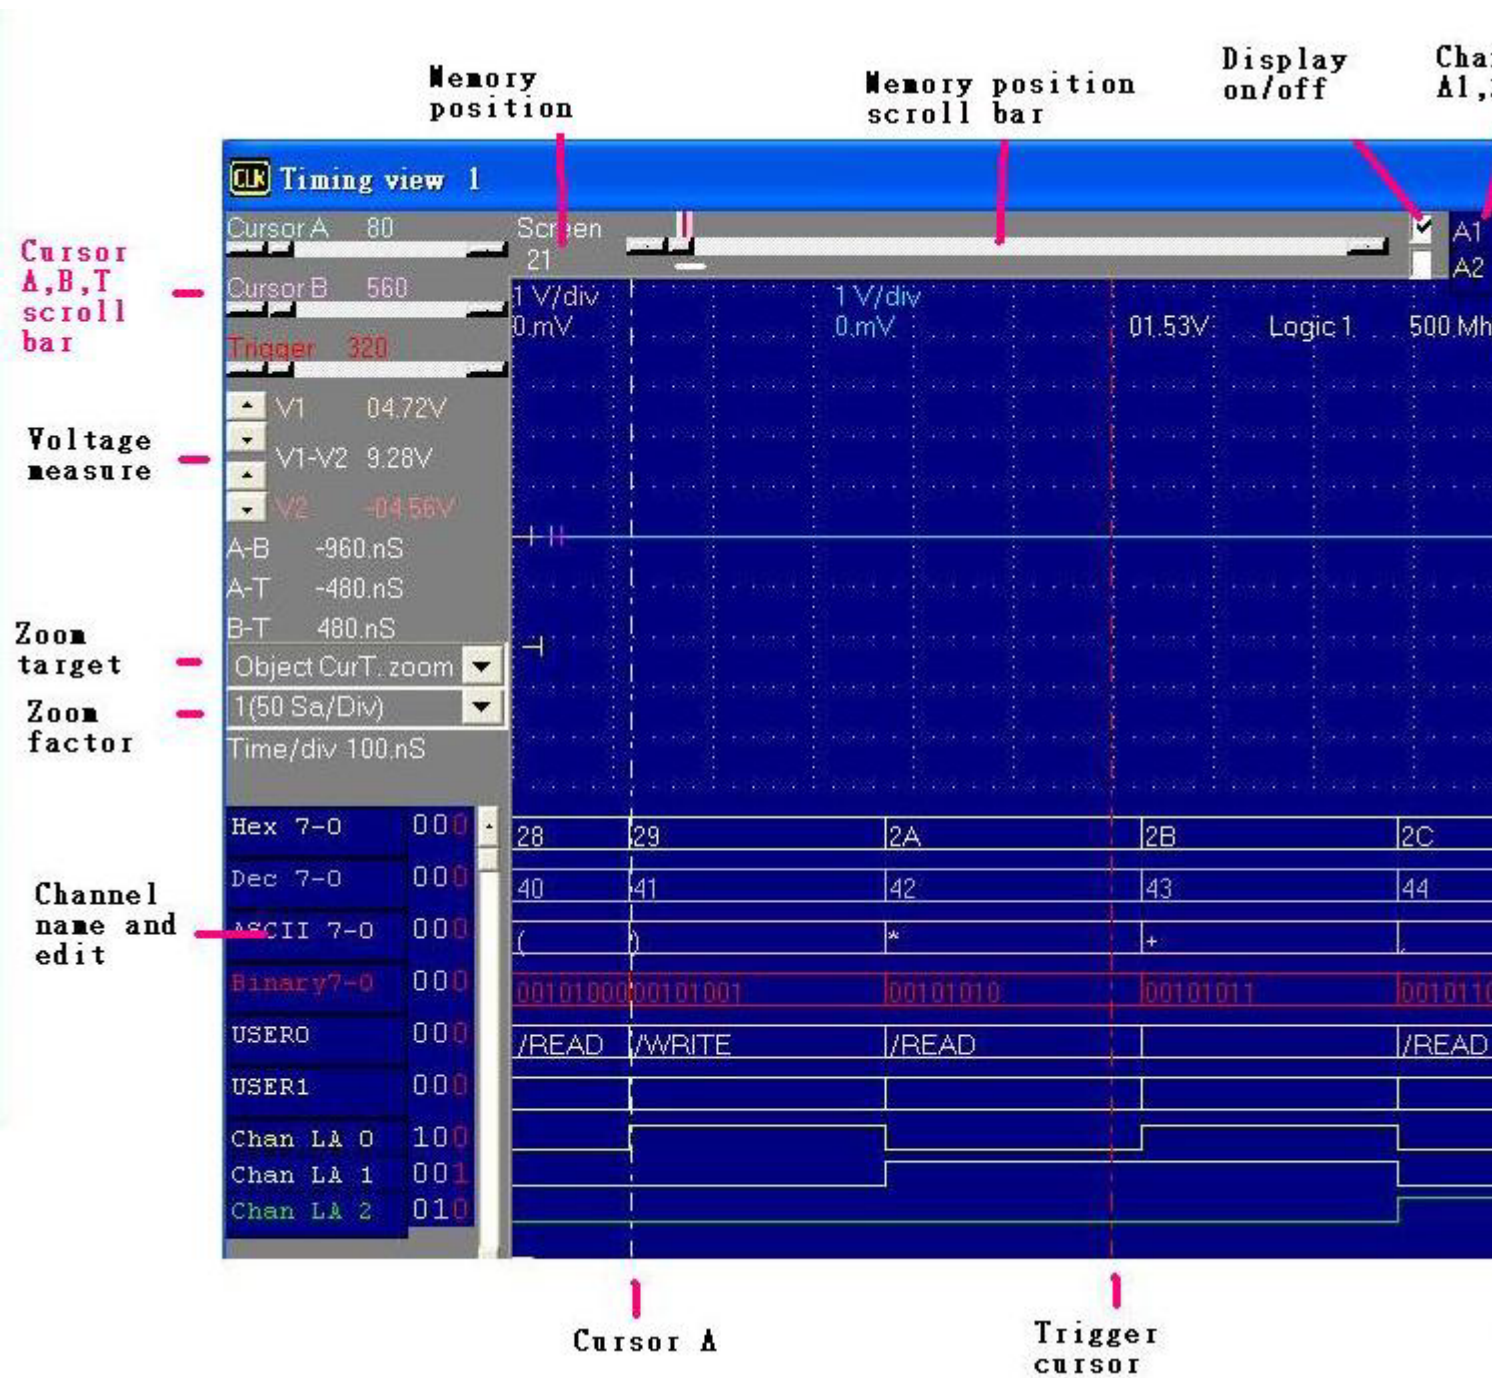 Memory
position
Memory position
scroll bar
Display
on/off
CLK Timing view 1
Cursor A 80
Screen
21
A1
A2
Cursor
A,B,T
scroll
bar
Cursor B 560
Trigger 320
1 V/div
0.mV
1 V/div
0.mV
01.53V
Logic 1
V1 04.72V
V1-V2 9.28V
V2 -04.56V
Voltage
measure
A-B -960.nS
A-T -480.nS
B-T 480.nS
Zoom
target
Object CurT. zoom
Zoom
factor
1(50 Sa/Div)
Time/div 100.nS
Hex 7-0 000 28 29 2A 2B 2C
Dec 7-0 000 40 41 42 43 44
Channel
name and
edit
ASCII 7-0 000 ( ) * + ,
Binary7-0 000 00101000 00101001 00101010 00101011
USER0 000 /READ /WRITE /READ /READ
USER1 000
Chan LA 0 100
Chan LA 1 001
Chan LA 2 010
Cursor A
Trigger
cursor